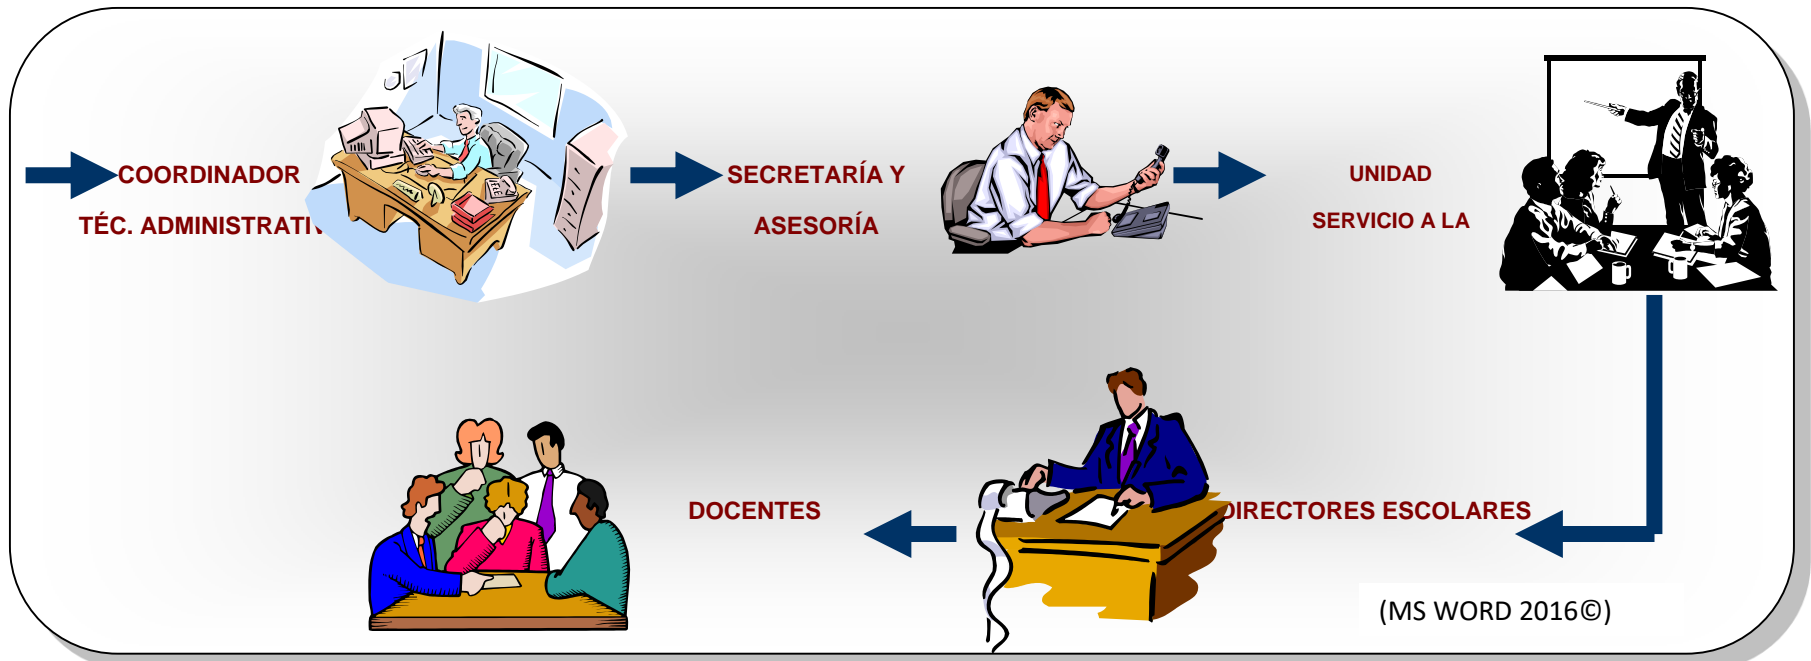 COORDINADOR
TÉC. ADMINISTRATIV
SECRETARÍA Y
ASESORÍA
UNIDAD
SERVICIO A LA
DIRECTORES ESCOLARES
DOCENTES
(MS WORD 2016©)